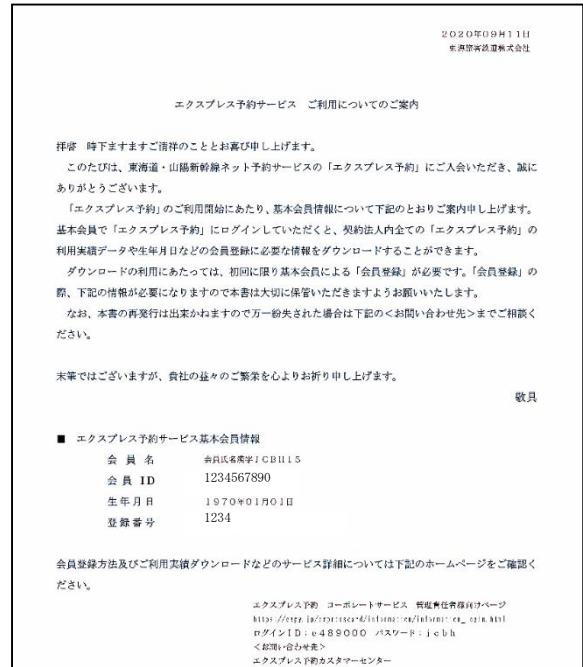 2020年09月11日
東海旅客鉄道株式会社
エクスプレス予約サービス ご利用についてのご案内
拝啓 時下ますますご清祥のこととお喜び申し上げます。
このたびは、東海道・山陽新幹線ネット予約サービスの「エクスプレス予約」にご入会いただき、誠に
ありがとうございます。
「エクスプレス予約」のご利用開始にあたり、基本会員情報について下記のとおりご案内申し上げます。
基本会員で「エクスプレス予約」にログインしていただくと、契約法人内全ての「エクスプレス予約」の
利用実績データや生年月日などの会員登録に必要な情報をダウンロードすることができます。
ダウンロードの利用にあたっては、初回に限り基本会員による「会員登録」が必要です。「会員登録」の
際、下記の情報が必要になりますので本書は大切に保管いただきますようお願いいたします。
なお、本書の再発行は出来かねますので万一紛失された場合は下記の<お問い合わせ先>までご相談く
ださい。
末筆ではございますが、貴社の益々のご繁栄を心よりお祈り申し上げます。
敬具
■ エクスプレス予約サービス基本会員情報
会 員 名 会員氏名漢字JCBH15
会 員 ID 1234567890
生年月日 1970年01月01日
登録番号 1234
会員登録方法及びご利用実績ダウンロードなどのサービス詳細については下記のホームページをご確認く
ださい。
エクスプレス予約 コーポレートサービス 管理責任者様向けページ
ログインID:e489000 パスワード:jcbh
<お問い合わせ先>
エクスプレス予約カスタマーセンター